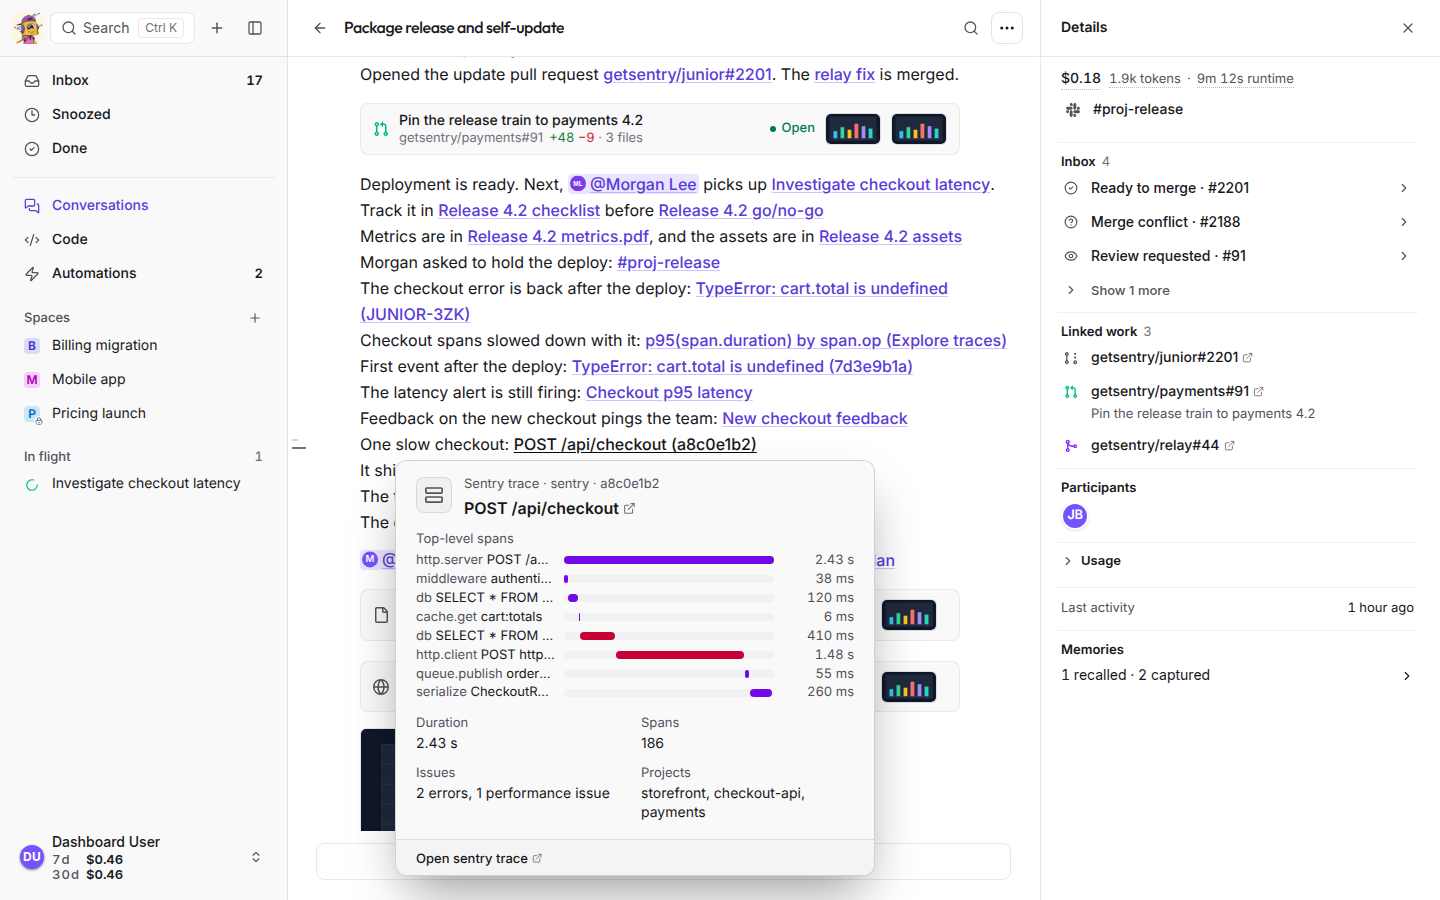 Search Ctrl K
Inbox 17
Snoozed
Done
Conversations
Code
Automations 2
Spaces
B Billing migration
M Mobile app
P Pricing launch
In flight 1
Investigate checkout latency
DU Dashboard User
7d $0.46
30d $0.46
Package release and self-update
Opened the update pull request getsentry/junior#2201. The relay fix is merged.
Pin the release train to payments 4.2
getsentry/payments#91 +48 −9 · 3 files
Open
Deployment is ready. Next, ML @Morgan Lee picks up Investigate checkout latency.
Track it in Release 4.2 checklist before Release 4.2 go/no-go
Metrics are in Release 4.2 metrics.pdf, and the assets are in Release 4.2 assets
Morgan asked to hold the deploy: #proj-release
The checkout error is back after the deploy: TypeError: cart.total is undefined
(JUNIOR-3ZK)
Checkout spans slowed down with it: p95(span.duration) by span.op (Explore traces)
First event after the deploy: TypeError: cart.total is undefined (7d3e9b1a)
The latency alert is still firing: Checkout p95 latency
Feedback on the new checkout pings the team: New checkout feedback
One slow checkout: POST /api/checkout (a8c0e1b2)
It shi
The
The
M @
lan
Sentry trace · sentry · a8c0e1b2
POST /api/checkout
Top-level spans
http.server POST /a... 2.43 s
middleware authenti... 38 ms
db SELECT * FROM ... 120 ms
cache.get cart:totals 6 ms
db SELECT * FROM ... 410 ms
http.client POST http... 1.48 s
queue.publish order... 55 ms
serialize CheckoutR... 260 ms
Duration
2.43 s
Spans
186
Issues
2 errors, 1 performance issue
Projects
storefront, checkout-api,
payments
Open sentry trace
Details
$0.18 1.9k tokens · 9m 12s runtime
#proj-release
Inbox 4
Ready to merge · #2201
Merge conflict · #2188
Review requested · #91
Show 1 more
Linked work 3
getsentry/junior#2201
getsentry/payments#91
Pin the release train to payments 4.2
getsentry/relay#44
Participants
JB
Usage
Last activity 1 hour ago
Memories
1 recalled · 2 captured